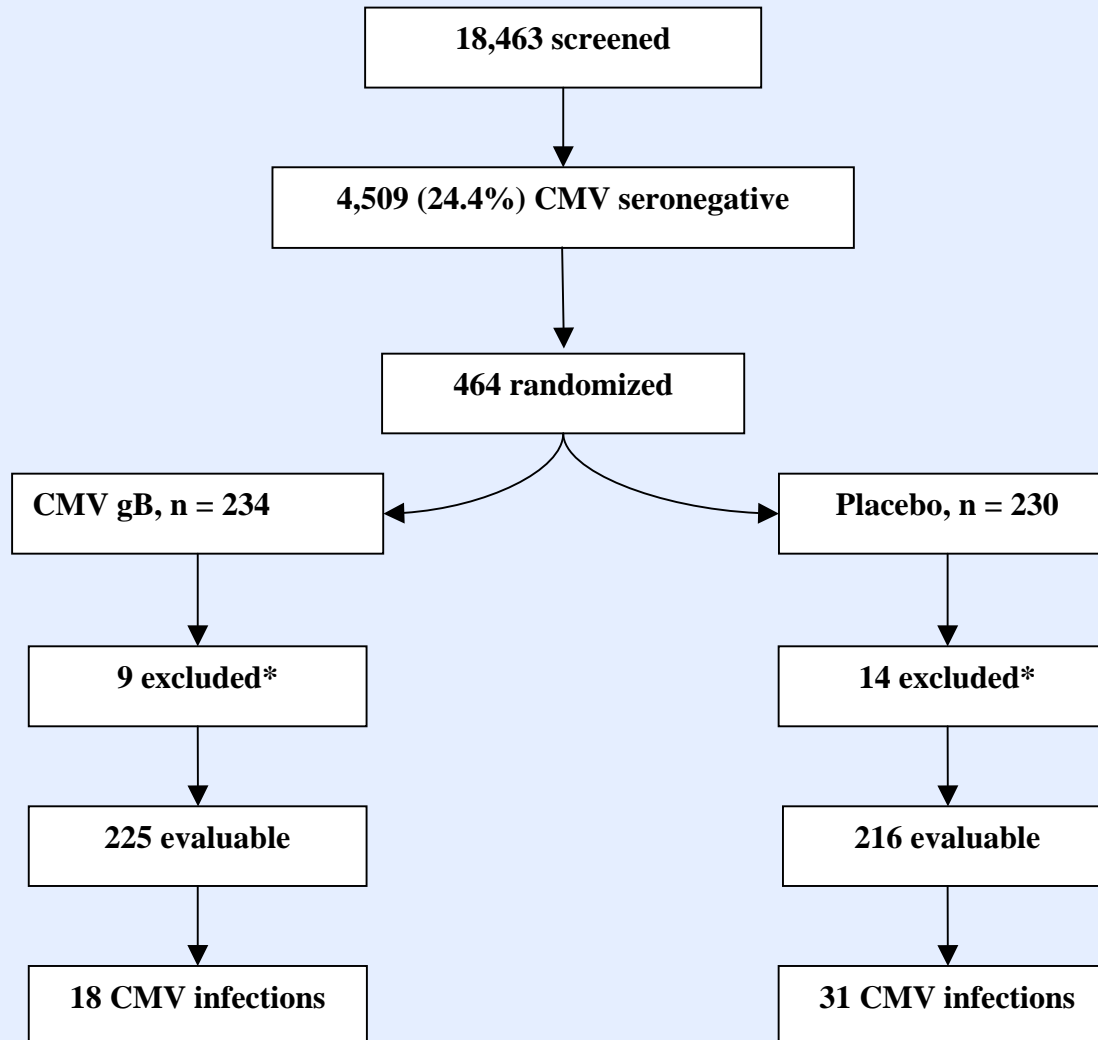 18,463 screened
4,509 (24.4%) CMV seronegative
464 randomized
CMV gB, n = 234
Placebo, n = 230
9 excluded*
14 excluded*
225 evaluable
216 evaluable
18 CMV infections
31 CMV infections